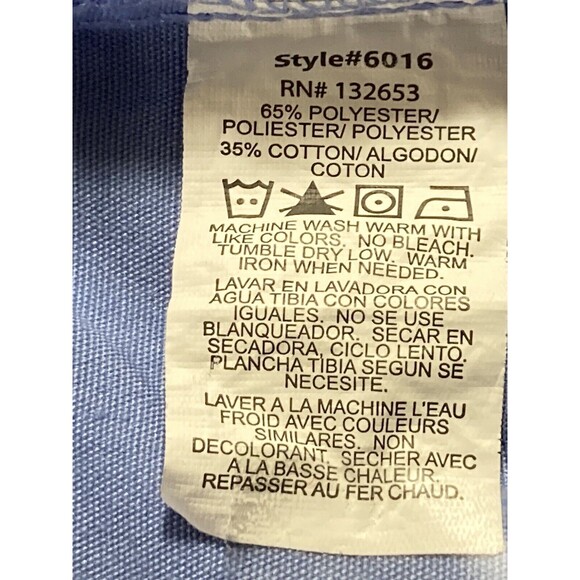 Style#6016
RN# 132653
65% POLYESTER/
POLIESTER/ POLYESTER
35% COTTON/ ALGODON/
COTON
MACHINE WASH WARM WITH
LIKE COLORS. NO BLEACH.
TUMBLE DRY LOW. WARM
IRON WHEN NEEDED.
LAVAR EN LAVADORA CON
AGUA TIBIA CON COLORES
IGUALES. NO SE USE
BLANQUEADOR. SECAR EN
SECADORA, CICLO LENTO.
PLANCHA TIBIA SEGUN SE
NECESITE.
LAVER A LA MACHINE L'EAU
FROID AVEC COULEURS
SIMILARES. NON
DECOLORANT. SECHER AVEC
A LA BASSE CHALEUR.
REPASSER AU FER CHAUD.